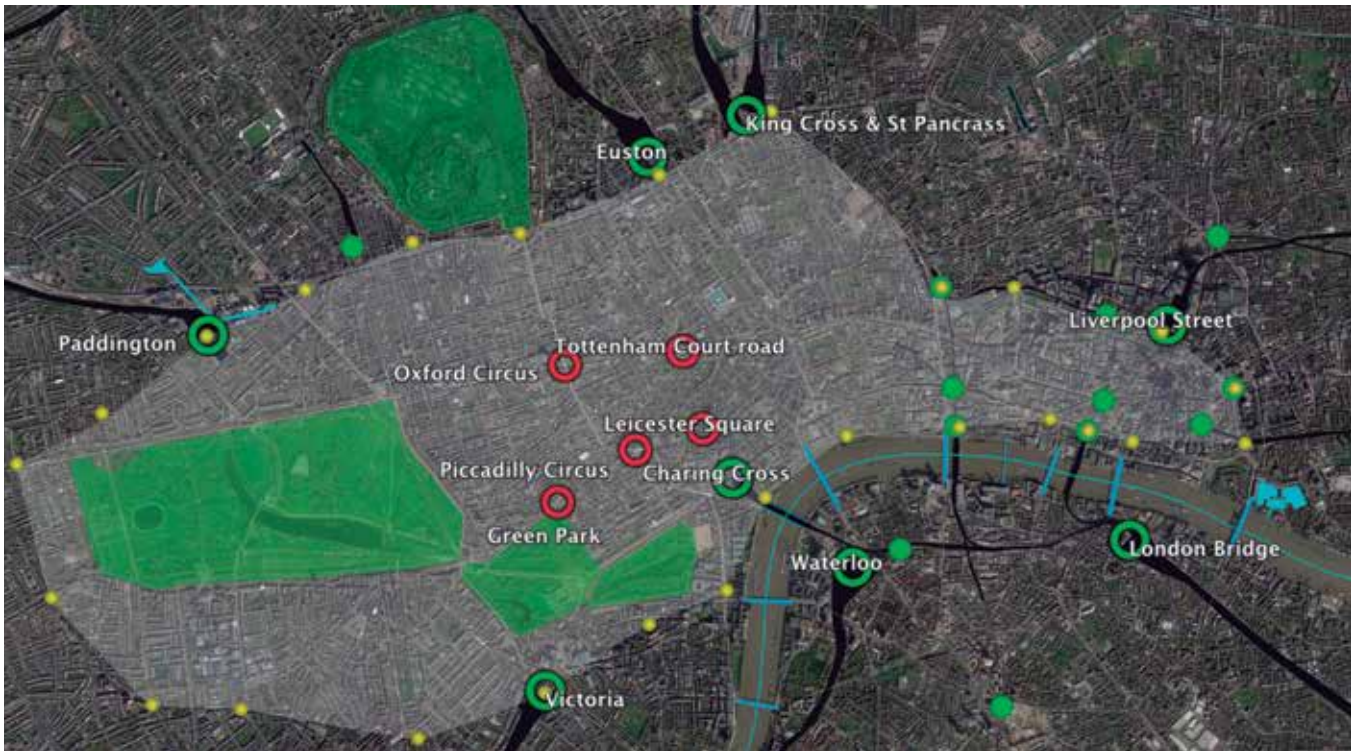 King Cross & St Pancrass
Euston
Liverpool Street
Paddington
Tottenham Court road
Oxford Circus
Leicester Square
Piccadilly Circus
Charing Cross
Green Park
London Bridge
Waterloo
Victoria